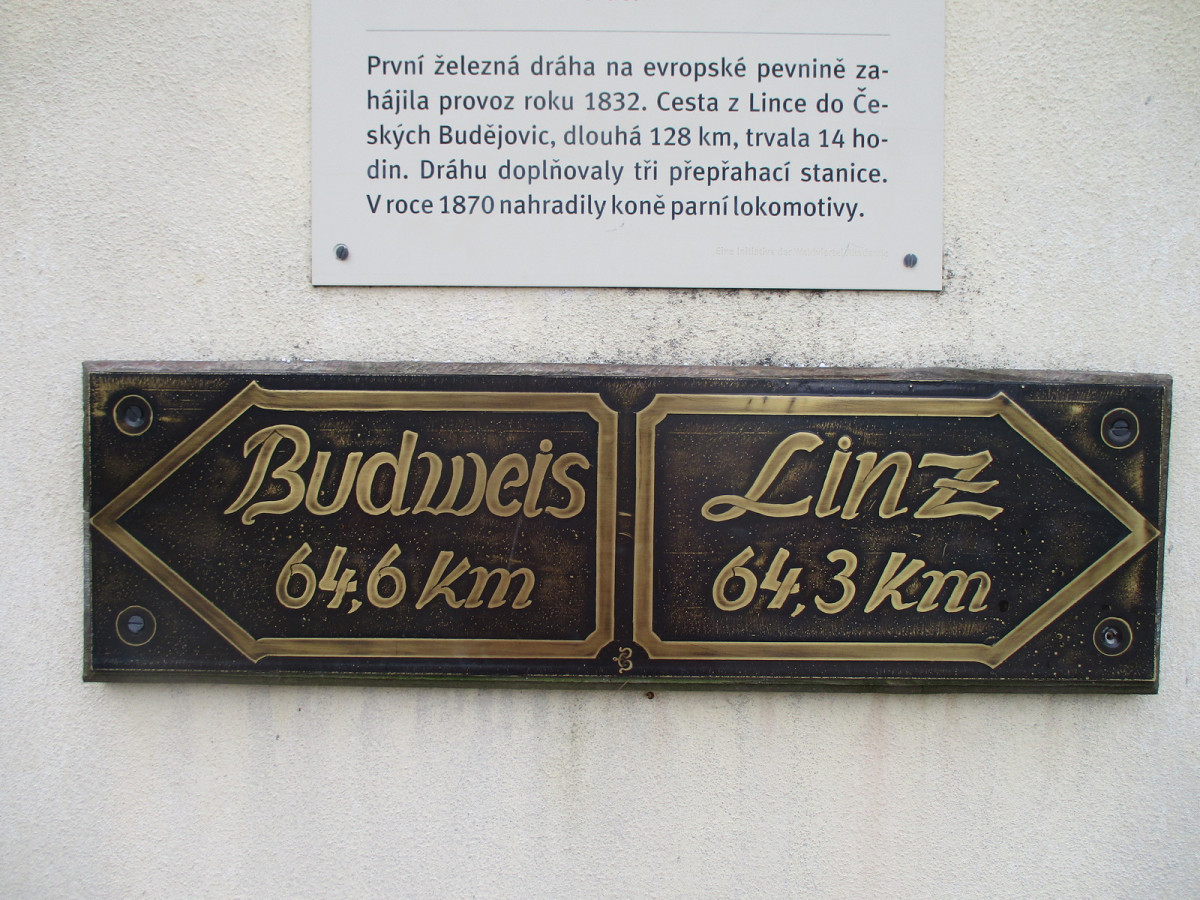 První železná dráha na evropské pevnině za-
hájila provoz roku 1832. Cesta z Lince do Če-
ských Budějovic, dlouhá 128 km, trvala 14 ho-
din. Dráhu doplňovaly tři přepřahací stanice.
V roce 1870 nahradily koně parní lokomotivy.
Budweis
64,6 Km
Linz
64,3 Km